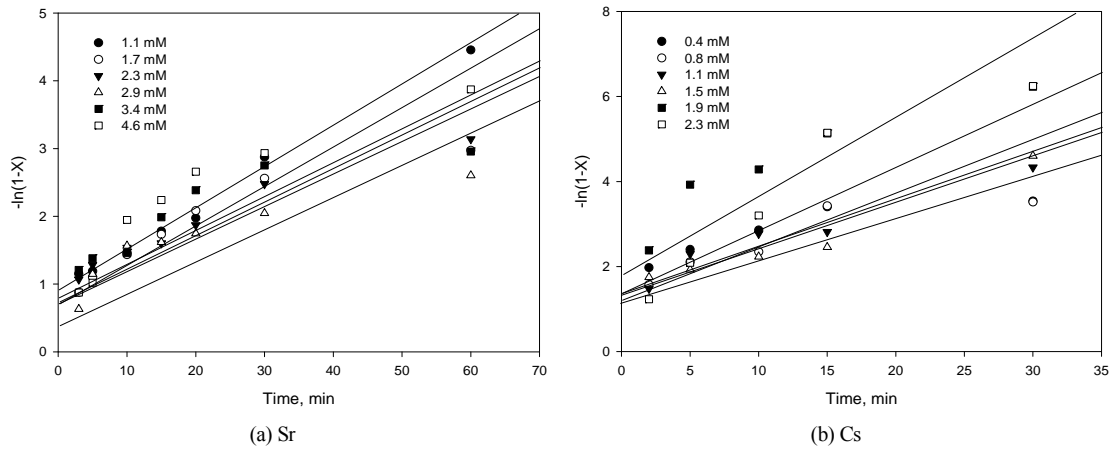 -ln(1-X)
5
4
3
2
1
0
1.1 mM
1.7 mM
2.3 mM
2.9 mM
3.4 mM
4.6 mM
0 10 20 30 40 50 60 70
Time, min
(a) Sr
-ln(1-X)
8
6
4
2
0
0.4 mM
0.8 mM
1.1 mM
1.5 mM
1.9 mM
2.3 mM
0 5 10 15 20 25 30 35
Time, min
(b) Cs